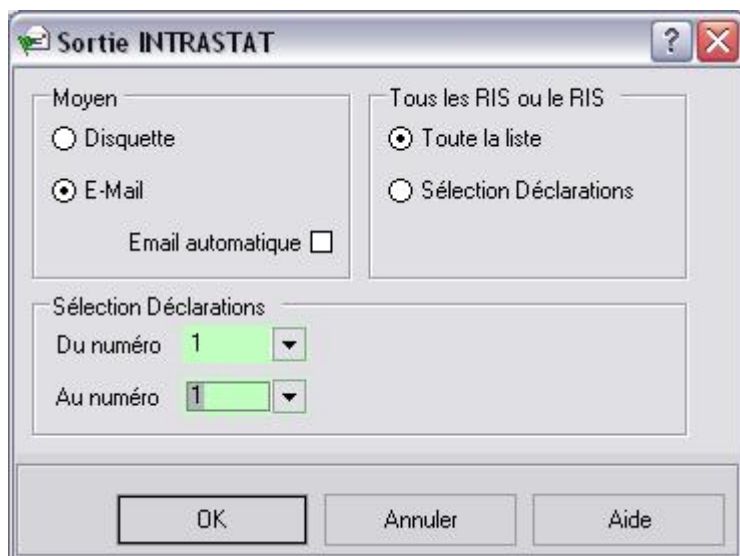 Sortie INTRASTAT
Moyen
Disquette
E-Mail
Email automatique
Tous les RIS ou le RIS
Toute la liste
Sélection Déclarations
Sélection Déclarations
Du numéro 1
Au numéro 1
OK Annuler Aide